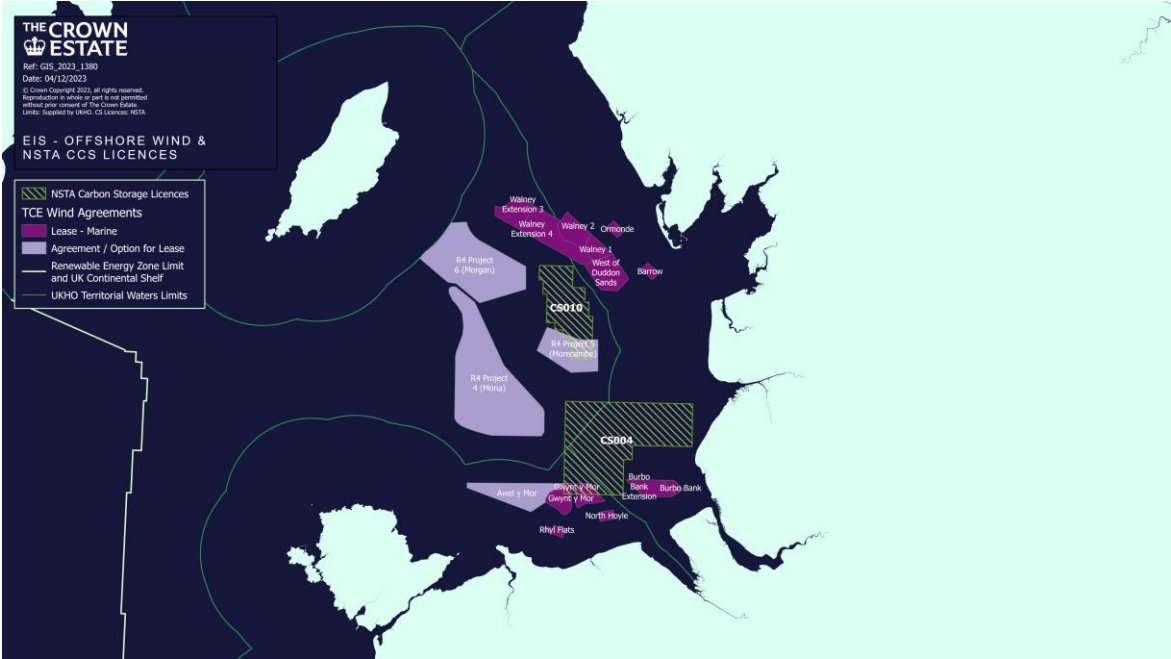 THE CROWN
ESTATE
Ref: GIS_2023_1380
Date: 04/12/2023
© Crown Copyright 2023, all rights reserved.
Reproduction in whole or part is not permitted
without prior consent of The Crown Estate.
Limits: Supplied by UKHO. CS Licences: NSTA
EIS - OFFSHORE WIND &
NSTA CCS LICENCES
NSTA Carbon Storage Licences
TCE Wind Agreements
Lease - Marine
Agreement / Option for Lease
Renewable Energy Zone Limit
and UK Continental Shelf
UKHO Territorial Waters Limits
Walney
Extension 3
Walney
Extension 4
Walney 2
Ormonde
Walney 1
West of
Duddon
Sands
Barrow
R4 Project
6 (Morgan)
CS010
R4 Project 5
(Morecambe)
R4 Project
4 (Mona)
CS004
Awel y Mor
Gwynt y Mor
Gwynt y Mor
Burbo
Bank
Extension
Burbo Bank
North Hoyle
Rhyl Flats